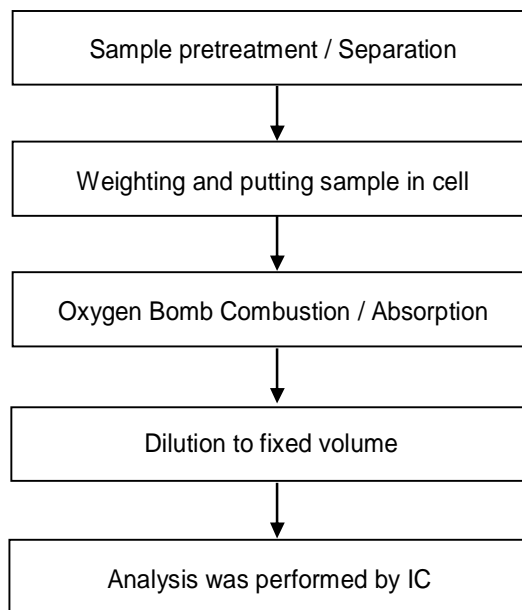 Sample pretreatment / Separation
Weighting and putting sample in cell
Oxygen Bomb Combustion / Absorption
Dilution to fixed volume
Analysis was performed by IC